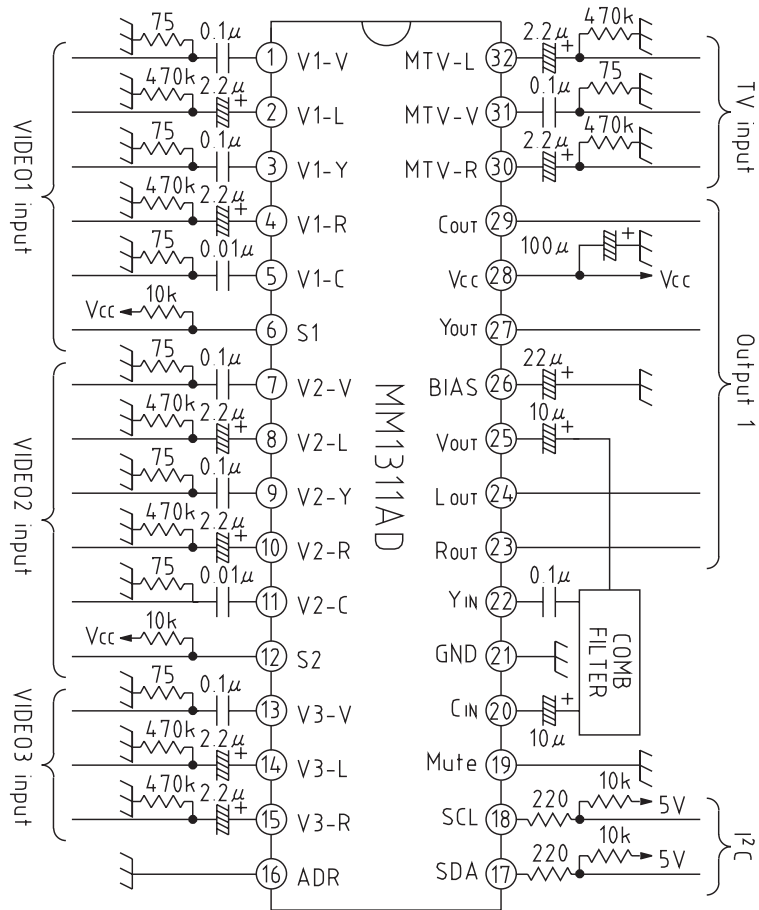 VIDEO1 input
75 0.1μ 1 V1-V
470k 2.2μ + 2 V1-L
75 0.1μ 3 V1-Y
470k 2.2μ + 4 V1-R
75 0.01μ 5 V1-C
Vcc 10k 6 S1
VIDEO2 input
75 0.1μ 7 V2-V
470k 2.2μ + 8 V2-L
75 0.1μ 9 V2-Y
470k 2.2μ + 10 V2-R
75 0.01μ 11 V2-C
Vcc 10k 12 S2
VIDEO3 input
75 0.1μ 13 V3-V
470k 2.2μ + 14 V3-L
470k 2.2μ + 15 V3-R
16 ADR
MM1311AD
MTV-L 32 2.2μ + 470k
MTV-V 31 0.1μ 75
MTV-R 30 2.2μ + 470k
TV input
COUT 29
Vcc 28 100μ + Vcc
YOUT 27
BIAS 26 22μ +
VOUT 25 10μ +
LOUT 24
ROUT 23
Output 1
YIN 22 0.1μ
GND 21
CIN 20 10μ +
COMB
FILTER
Mute 19
SCL 18 220 10k 5V
SDA 17 220 10k 5V
I²C